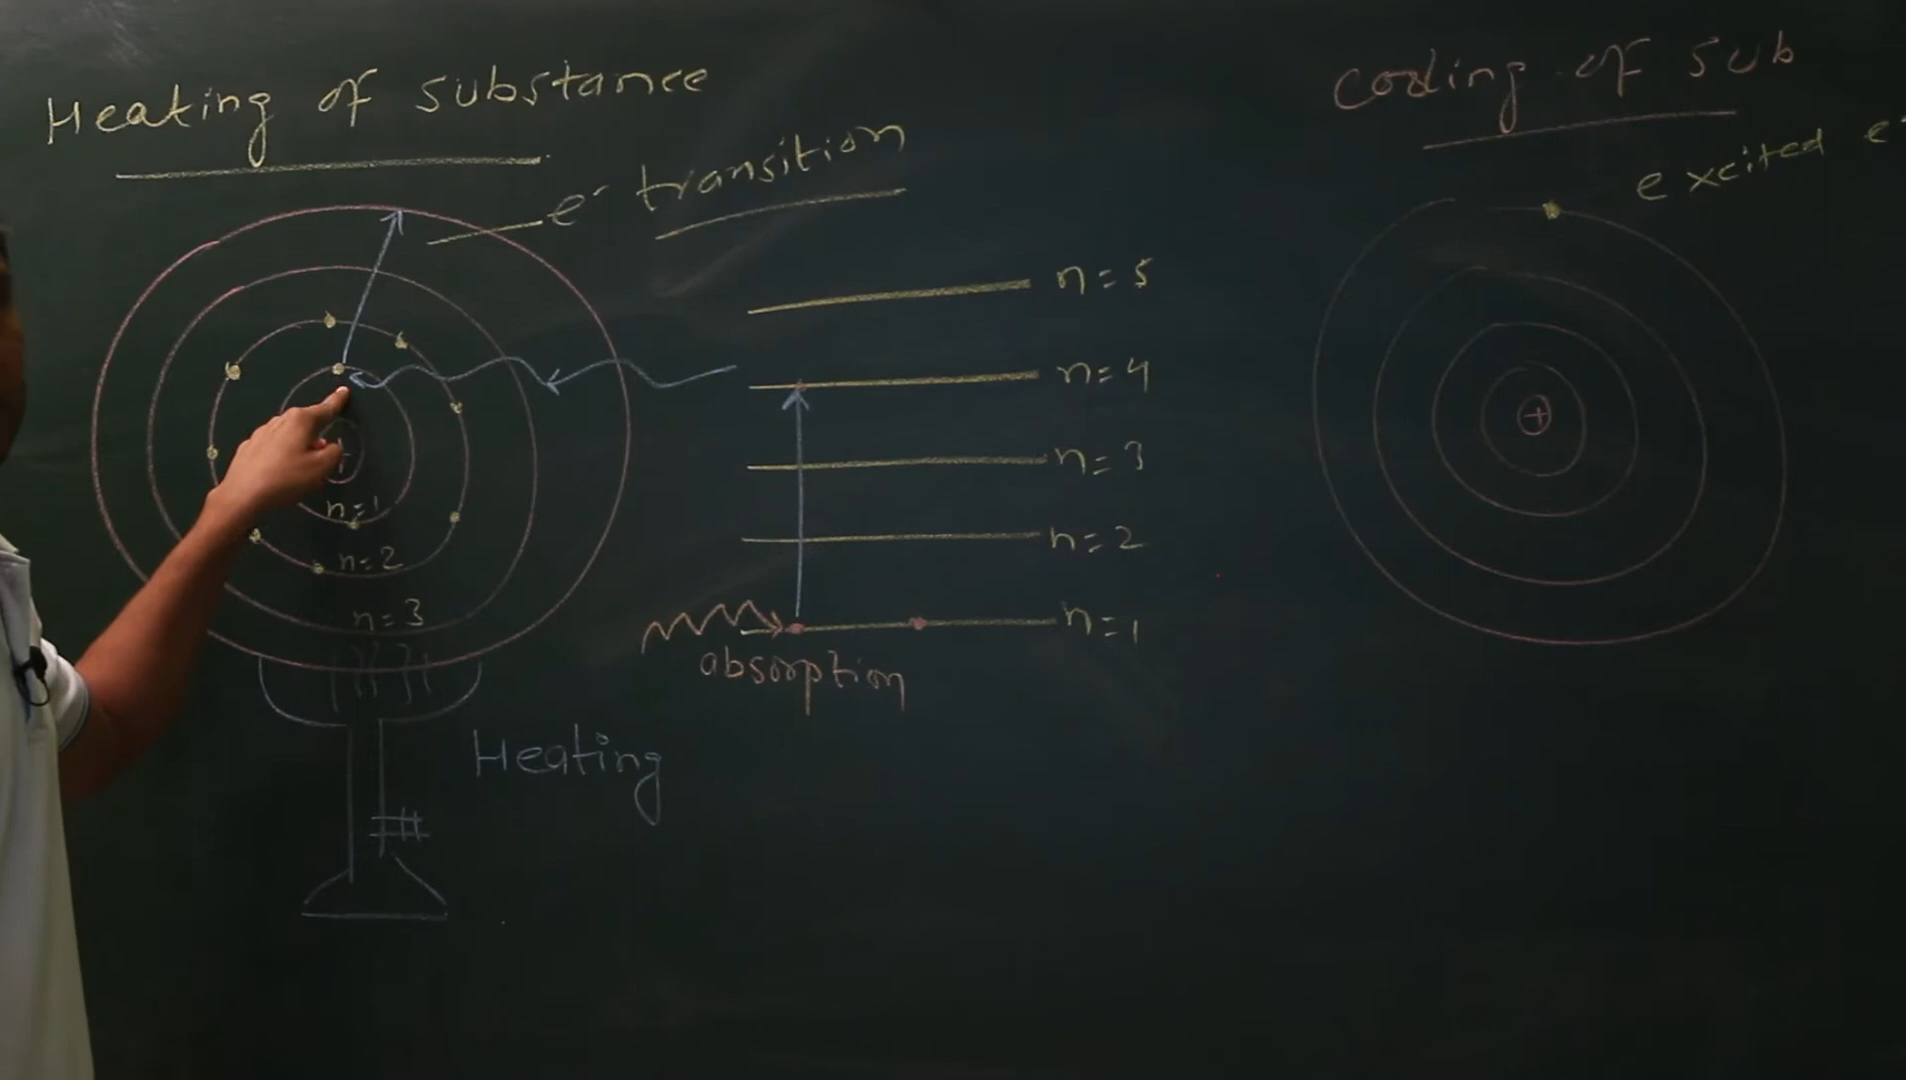 Heating of substance
e- transition
n=1
n=2
n=3
+
Heating
n=5
n=4
n=3
n=2
n=1
absorption
Cooling of sub
excited e-
+